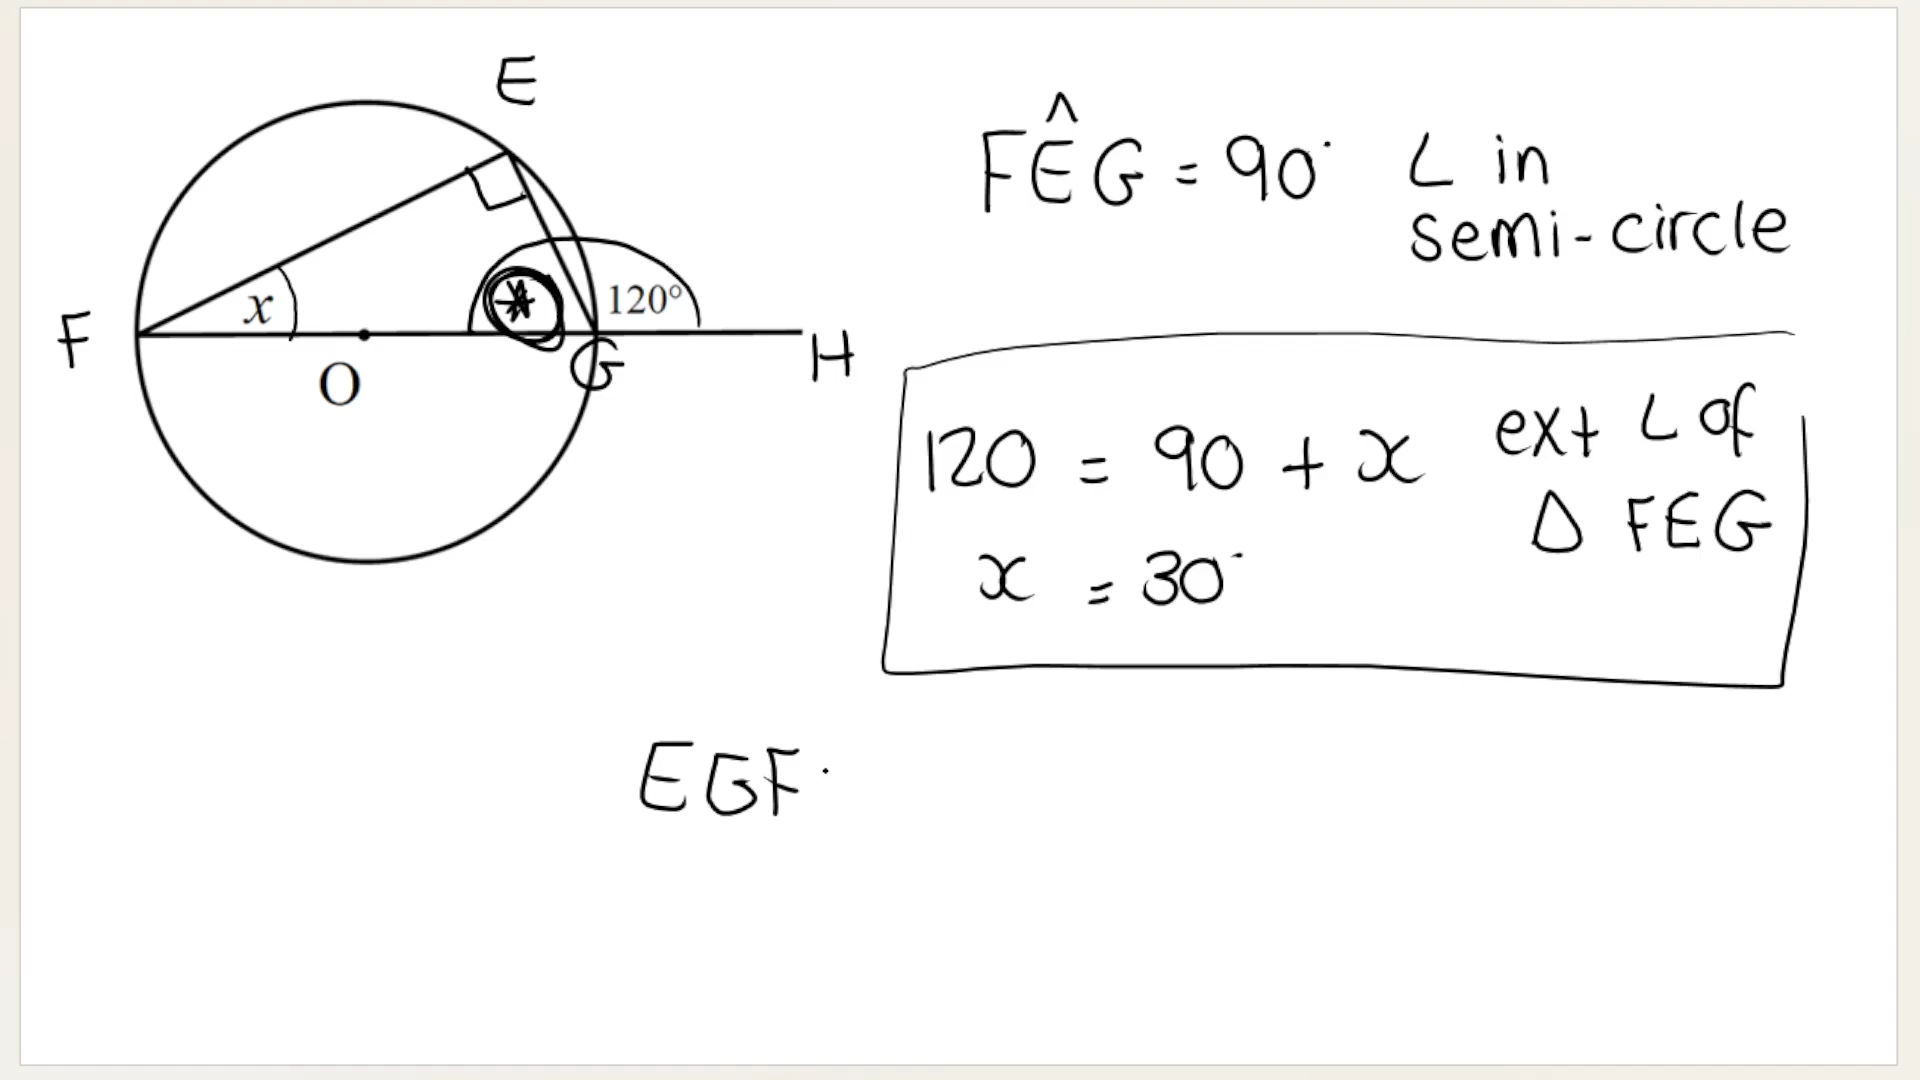 E
x
120°
F
O
G
H
FÊG = 90° ∠ in
semi-circle
120 = 90 + x ext ∠ of
Δ FEG
x = 30°
EGF